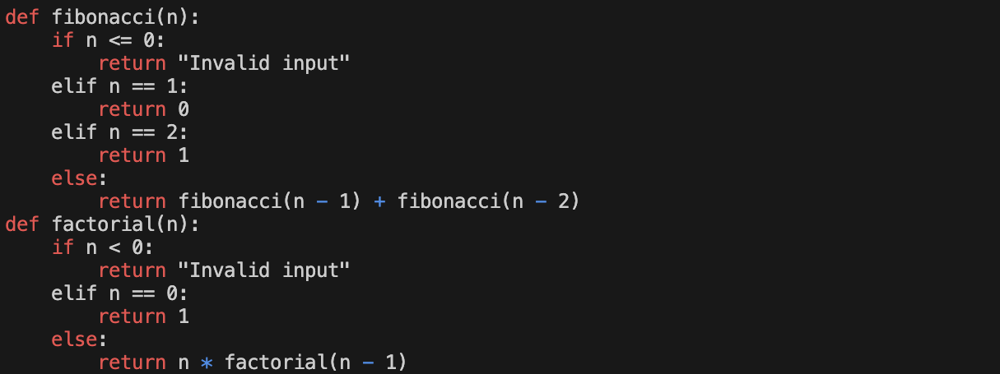 def fibonacci(n):
    if n <= 0:
        return "Invalid input"
    elif n == 1:
        return 0
    elif n == 2:
        return 1
    else:
        return fibonacci(n - 1) + fibonacci(n - 2)
def factorial(n):
    if n < 0:
        return "Invalid input"
    elif n == 0:
        return 1
    else:
        return n * factorial(n - 1)